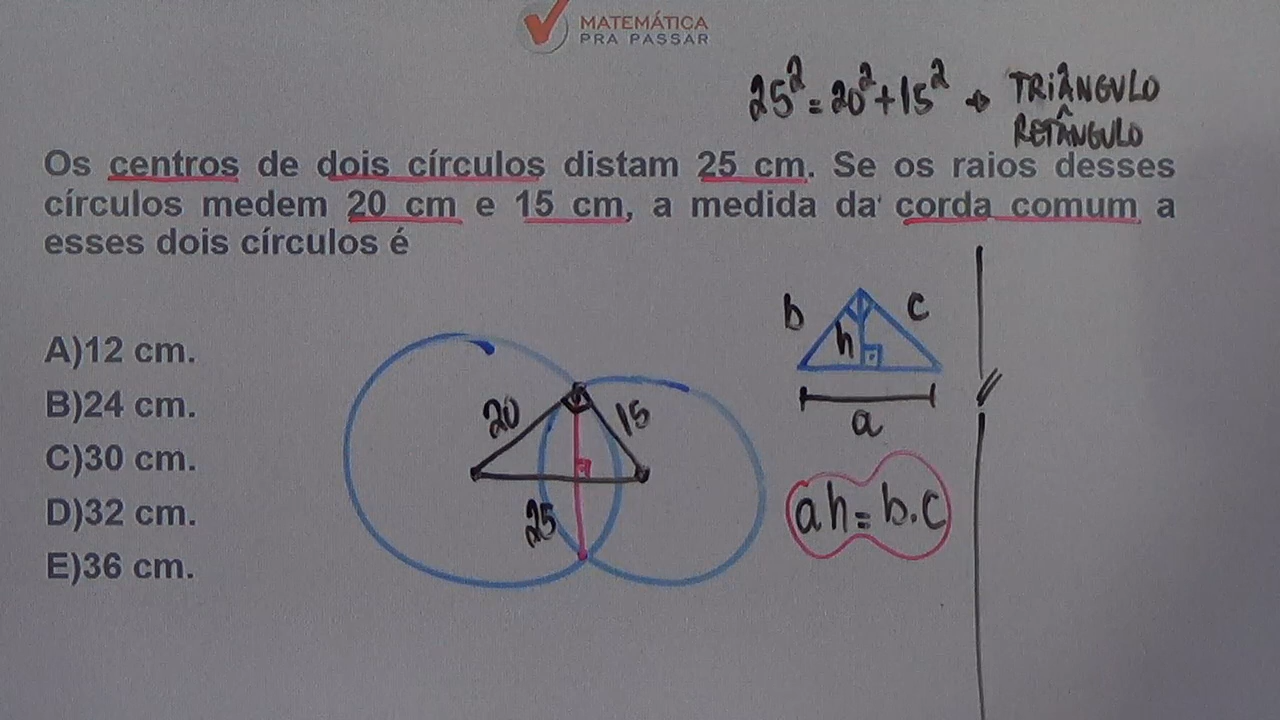 MATEMÁTICA
PRA PASSAR
25² = 20² + 15² → TRIÂNGULO
RETÂNGULO
Os centros de dois círculos distam 25 cm. Se os raios desses
círculos medem 20 cm e 15 cm, a medida da corda comum a
esses dois círculos é
A)12 cm.
B)24 cm.
C)30 cm.
D)32 cm.
E)36 cm.
20
15
25
b
c
h
a
ah = b.c